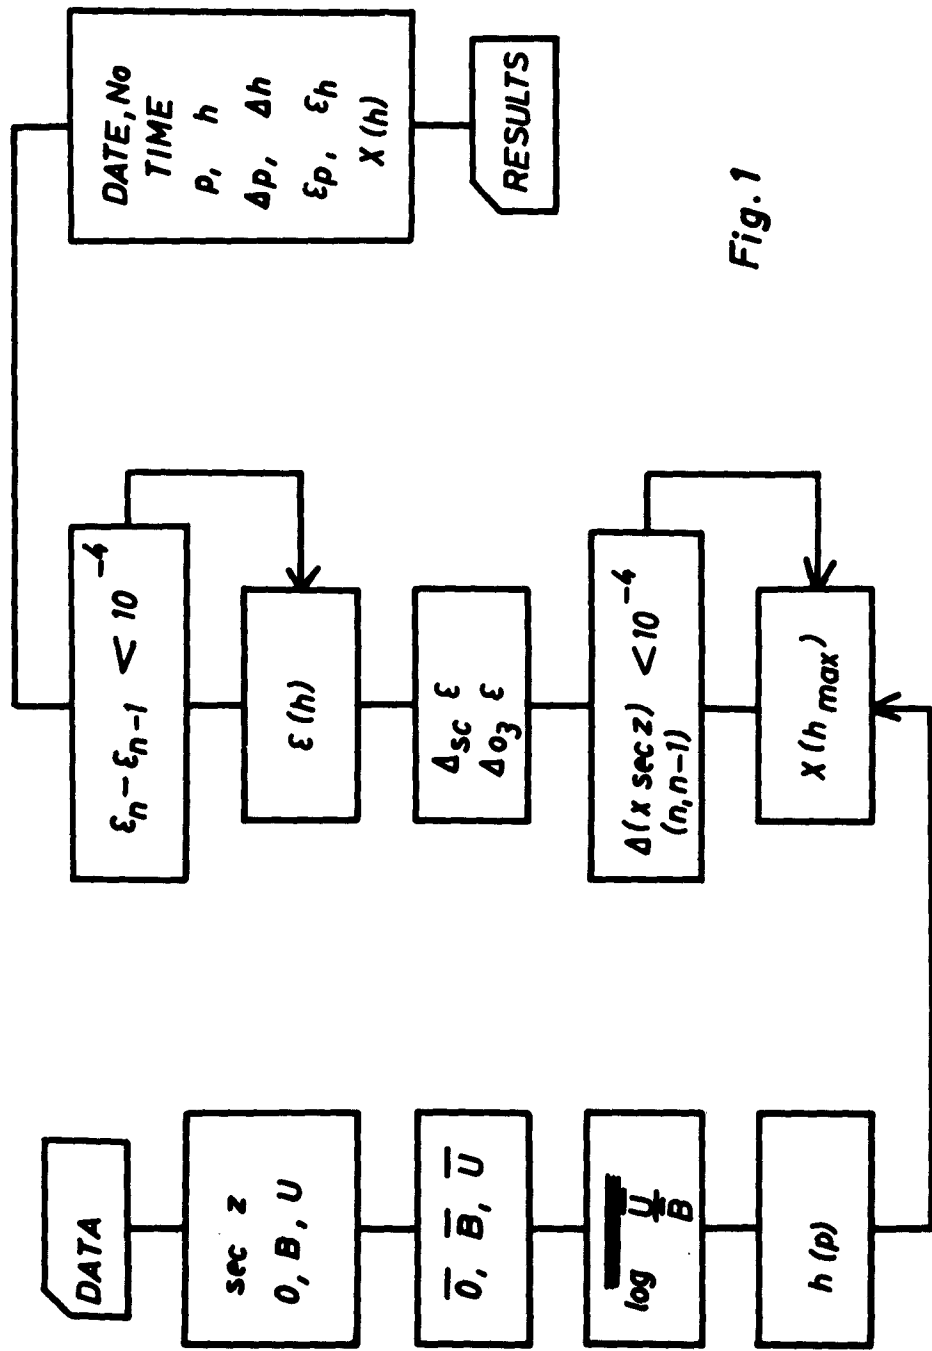 DATA
sec z
O, B, U
O̅, B̅, U̅
log U/B
h (p)
X (h max)
Δ(x sec z) < 10⁻⁴
(n, n-1)
Δsc ε
Δo₃ ε
ε (h)
εn - εn-1 < 10⁻⁴
DATE, No
TIME
p, h
Δp, Δh
εp, εh
X (h)
RESULTS
Fig. 1